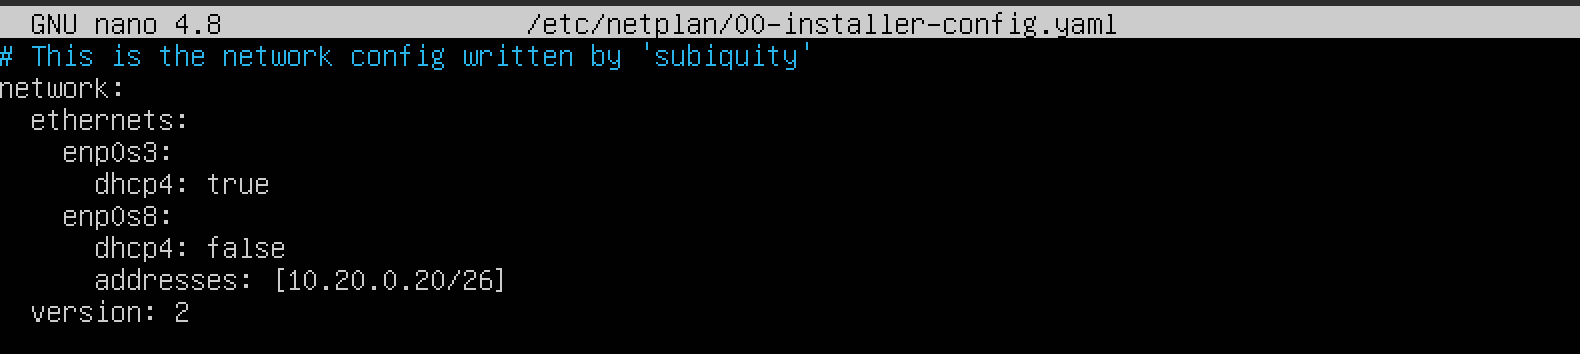 GNU nano 4.8 /etc/netplan/00-installer-config.yaml
# This is the network config written by 'subiquity'
network:
  ethernets:
    enp0s3:
      dhcp4: true
    enp0s8:
      dhcp4: false
      addresses: [10.20.0.20/26]
  version: 2